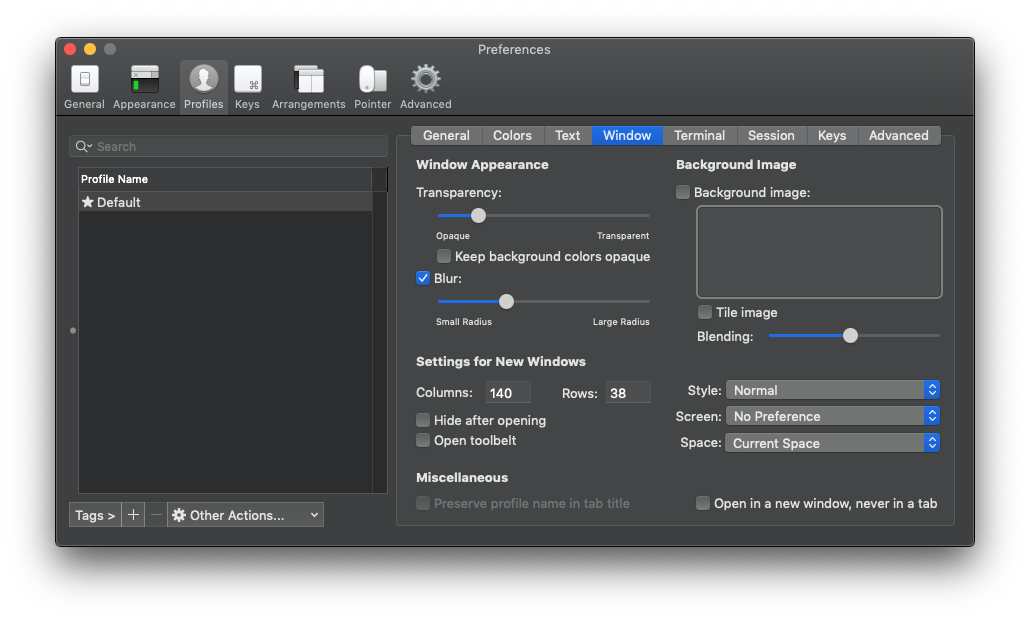 Preferences
General Appearance Profiles Keys Arrangements Pointer Advanced
Search
Profile Name
Default
Tags > + — Other Actions...
General Colors Text Window Terminal Session Keys Advanced
Window Appearance
Transparency:
Opaque Transparent
Keep background colors opaque
Blur:
Small Radius Large Radius
Background Image
Background image:
Tile image
Blending:
Settings for New Windows
Columns: 140 Rows: 38
Hide after opening
Open toolbelt
Style: Normal
Screen: No Preference
Space: Current Space
Miscellaneous
Preserve profile name in tab title
Open in a new window, never in a tab